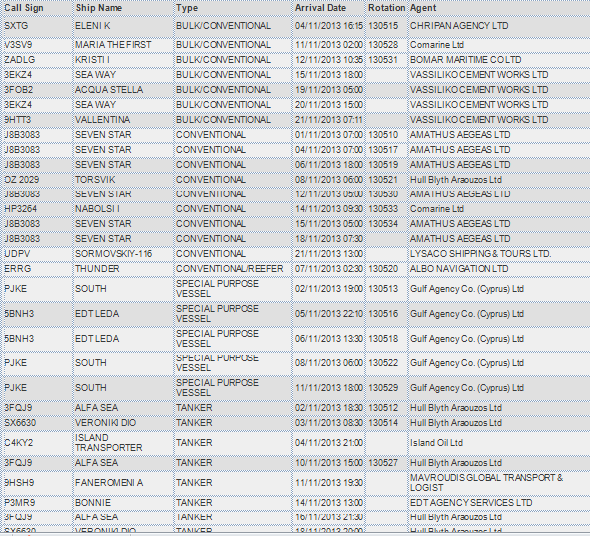 Call Sign Ship Name Type Arrival Date Rotation Agent
SXTG ELENI K BULK/CONVENTIONAL 04/11/2013 16:15 130515 CHRIPAN AGENCY LTD
V3SV9 MARIA THE FIRST BULK/CONVENTIONAL 11/11/2013 02:00 130528 Comarine Ltd
ZADLG KRISTI I BULK/CONVENTIONAL 12/11/2013 10:35 130531 BOMAR MARITIME CO LTD
3EKZ4 SEA WAY BULK/CONVENTIONAL 15/11/2013 18:00 VASSILIKO CEMENT WORKS LTD
3FOB2 ACQUA STELLA BULK/CONVENTIONAL 19/11/2013 05:00 VASSILIKO CEMENT WORKS LTD
3EKZ4 SEA WAY BULK/CONVENTIONAL 20/11/2013 15:00 VASSILIKO CEMENT WORKS LTD
9HTT3 VALLENTINA BULK/CONVENTIONAL 21/11/2013 07:11 VASSILIKO CEMENT WORKS LTD
J8B3083 SEVEN STAR CONVENTIONAL 01/11/2013 07:00 130510 AMATHUS AEGEAS LTD
J8B3083 SEVEN STAR CONVENTIONAL 04/11/2013 07:00 130517 AMATHUS AEGEAS LTD
J8B3083 SEVEN STAR CONVENTIONAL 06/11/2013 18:00 130519 AMATHUS AEGEAS LTD
OZ 2029 TORSVIK CONVENTIONAL 08/11/2013 06:00 130521 Hull Blyth Araouzos Ltd
J8B3083 SEVEN STAR CONVENTIONAL 12/11/2013 05:00 130530 AMATHUS AEGEAS LTD
HP3264 NABOLSI I CONVENTIONAL 14/11/2013 09:30 130533 Comarine Ltd
J8B3083 SEVEN STAR CONVENTIONAL 15/11/2013 05:00 130534 AMATHUS AEGEAS LTD
J8B3083 SEVEN STAR CONVENTIONAL 18/11/2013 07:30 AMATHUS AEGEAS LTD
UDPV SORMOVSKIY-116 CONVENTIONAL 21/11/2013 13:00 LYSACO SHIPPING & TOURS LTD.
ERRG THUNDER CONVENTIONAL/REEFER 07/11/2013 02:30 130520 ALBO NAVIGATION LTD
PJKE SOUTH SPECIAL PURPOSE VESSEL 02/11/2013 19:00 130513 Gulf Agency Co. (Cyprus) Ltd
5BNH3 EDT LEDA SPECIAL PURPOSE VESSEL 05/11/2013 22:10 130516 Gulf Agency Co. (Cyprus) Ltd
5BNH3 EDT LEDA SPECIAL PURPOSE VESSEL 06/11/2013 13:30 130518 Gulf Agency Co. (Cyprus) Ltd
PJKE SOUTH SPECIAL PURPOSE VESSEL 08/11/2013 06:00 130522 Gulf Agency Co. (Cyprus) Ltd
PJKE SOUTH SPECIAL PURPOSE VESSEL 11/11/2013 18:00 130529 Gulf Agency Co. (Cyprus) Ltd
3FQJ9 ALFA SEA TANKER 02/11/2013 18:30 130512 Hull Blyth Araouzos Ltd
SX6630 VERONIKI DIO TANKER 03/11/2013 08:30 130514 Hull Blyth Araouzos Ltd
C4KY2 ISLAND TRANSPORTER TANKER 04/11/2013 21:00 Island Oil Ltd
3FQJ9 ALFA SEA TANKER 10/11/2013 15:00 130527 Hull Blyth Araouzos Ltd
9HSH9 FANEROMENI A TANKER 11/11/2013 19:30 MAVROUDIS GLOBAL TRANSPORT & LOGIST
P3MR9 BONNIE TANKER 14/11/2013 13:00 EDT AGENCY SERVICES LTD
3FQJ9 ALFA SEA TANKER 16/11/2013 21:30 Hull Blyth Araouzos Ltd
SX6630 VERONIKI DIO TANKER 18/11/2013 20:00 Hull Blyth Araouzos Ltd